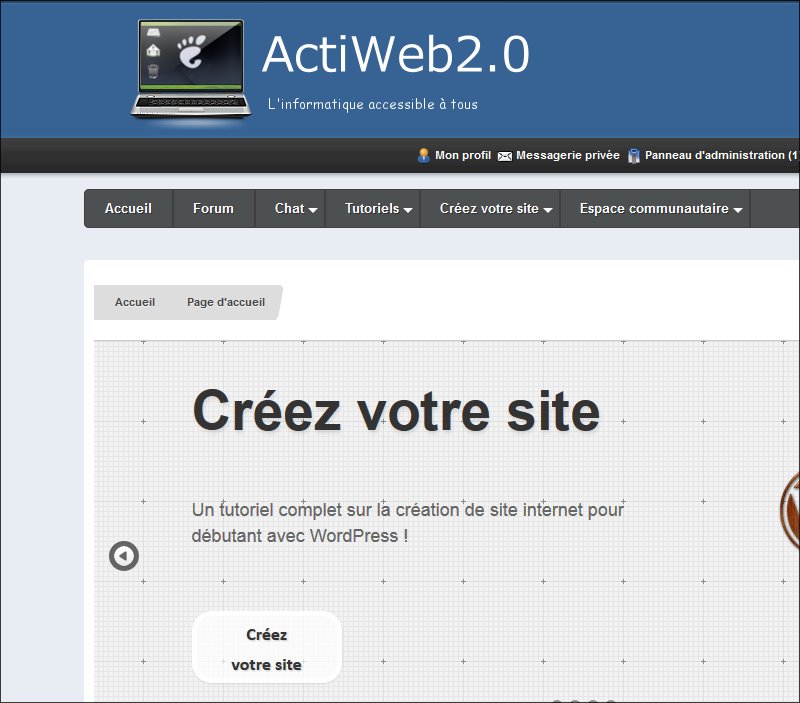 ActiWeb2.0
L'informatique accessible à tous
Mon profil Messagerie privée Panneau d'administration (1
Accueil Forum Chat Tutoriels Créez votre site Espace communautaire
Accueil Page d'accueil
Créez votre site
Un tutoriel complet sur la création de site internet pour
débutant avec WordPress !
Créez
votre site